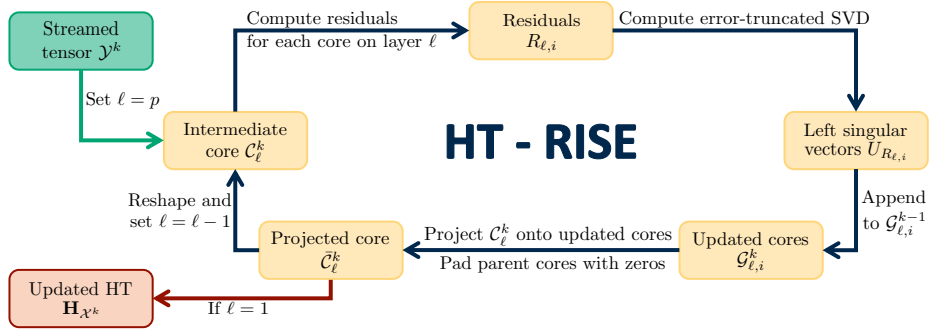 Streamed
tensor 𝒴^k
Set ℓ = p
Intermediate
core 𝒞_ℓ^k
Compute residuals
for each core on layer ℓ
Residuals
R_{ℓ,i}
Compute error-truncated SVD
Left singular
vectors U_{R_{ℓ,i}}
Append
to 𝒢_{ℓ,i}^{k−1}
Updated cores
𝒢_{ℓ,i}^k
Project 𝒞_ℓ^k onto updated cores
Pad parent cores with zeros
Projected core
𝒞̄_ℓ^k
Reshape and
set ℓ = ℓ − 1
If ℓ = 1
Updated HT
𝐇_{𝒳^k}
HT - RISE